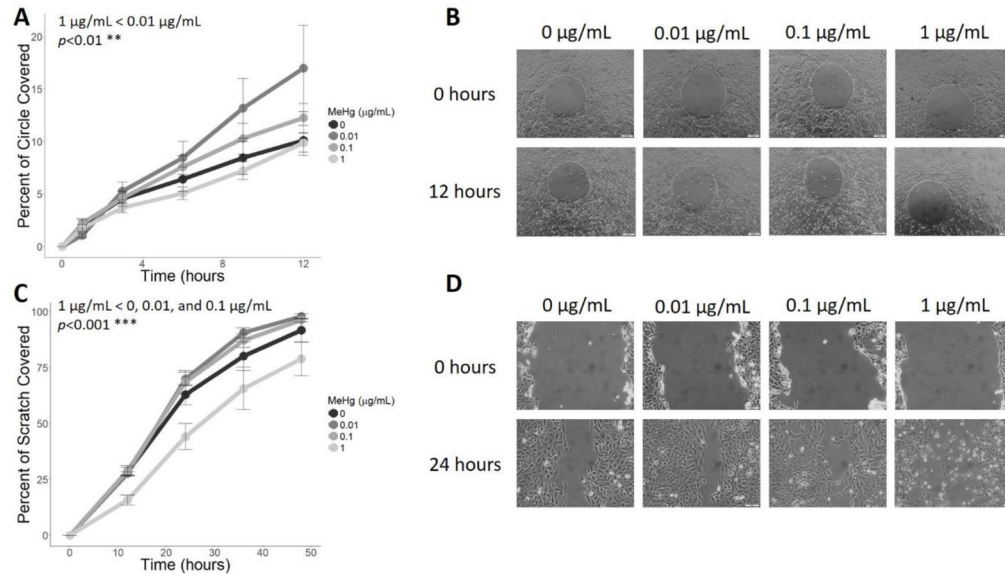 A
1 µg/mL < 0.01 µg/mL
p<0.01 **
Percent of Circle Covered
20
15
10
5
0
0
4
8
12
Time (hours
MeHg (µg/mL)
0
0.01
0.1
1
B
0 µg/mL
0.01 µg/mL
0.1 µg/mL
1 µg/mL
0 hours
12 hours
C
1 µg/mL < 0, 0.01, and 0.1 µg/mL
p<0.001 ***
Percent of Scratch Covered
100
75
50
25
0
0
10
20
30
40
50
Time (hours)
MeHg (µg/mL)
0
0.01
0.1
1
D
0 µg/mL
0.01 µg/mL
0.1 µg/mL
1 µg/mL
0 hours
24 hours